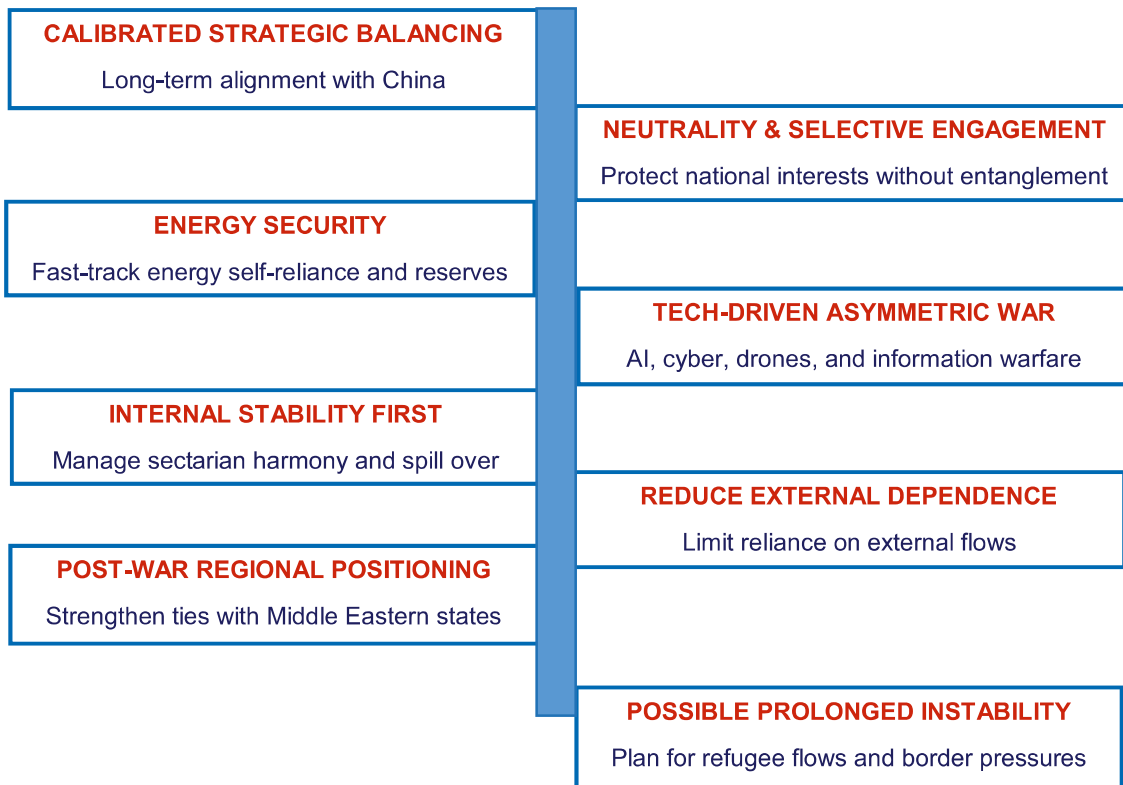 CALIBRATED STRATEGIC BALANCING
Long-term alignment with China
NEUTRALITY & SELECTIVE ENGAGEMENT
Protect national interests without entanglement
ENERGY SECURITY
Fast-track energy self-reliance and reserves
TECH-DRIVEN ASYMMETRIC WAR
AI, cyber, drones, and information warfare
INTERNAL STABILITY FIRST
Manage sectarian harmony and spill over
REDUCE EXTERNAL DEPENDENCE
Limit reliance on external flows
POST-WAR REGIONAL POSITIONING
Strengthen ties with Middle Eastern states
POSSIBLE PROLONGED INSTABILITY
Plan for refugee flows and border pressures